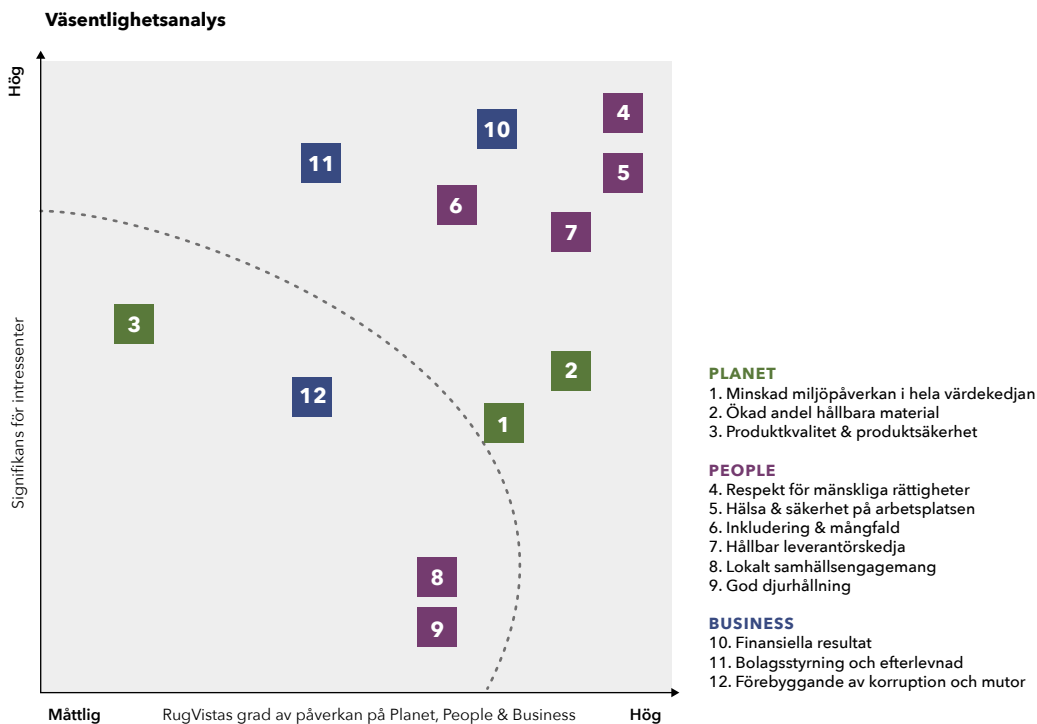 Väsentlighetsanalys
Hög
4
10
5
11
6
7
3
2
12
1
8
9
Signifikans för intressenter
Måttlig
RugVistas grad av påverkan på Planet, People & Business
Hög
PLANET
1. Minskad miljöpåverkan i hela värdekedjan
2. Ökad andel hållbara material
3. Produktkvalitet & produktsäkerhet
PEOPLE
4. Respekt för mänskliga rättigheter
5. Hälsa & säkerhet på arbetsplatsen
6. Inkludering & mångfald
7. Hållbar leverantörskedja
8. Lokalt samhällsengagemang
9. God djurhållning
BUSINESS
10. Finansiella resultat
11. Bolagsstyrning och efterlevnad
12. Förebyggande av korruption och mutor